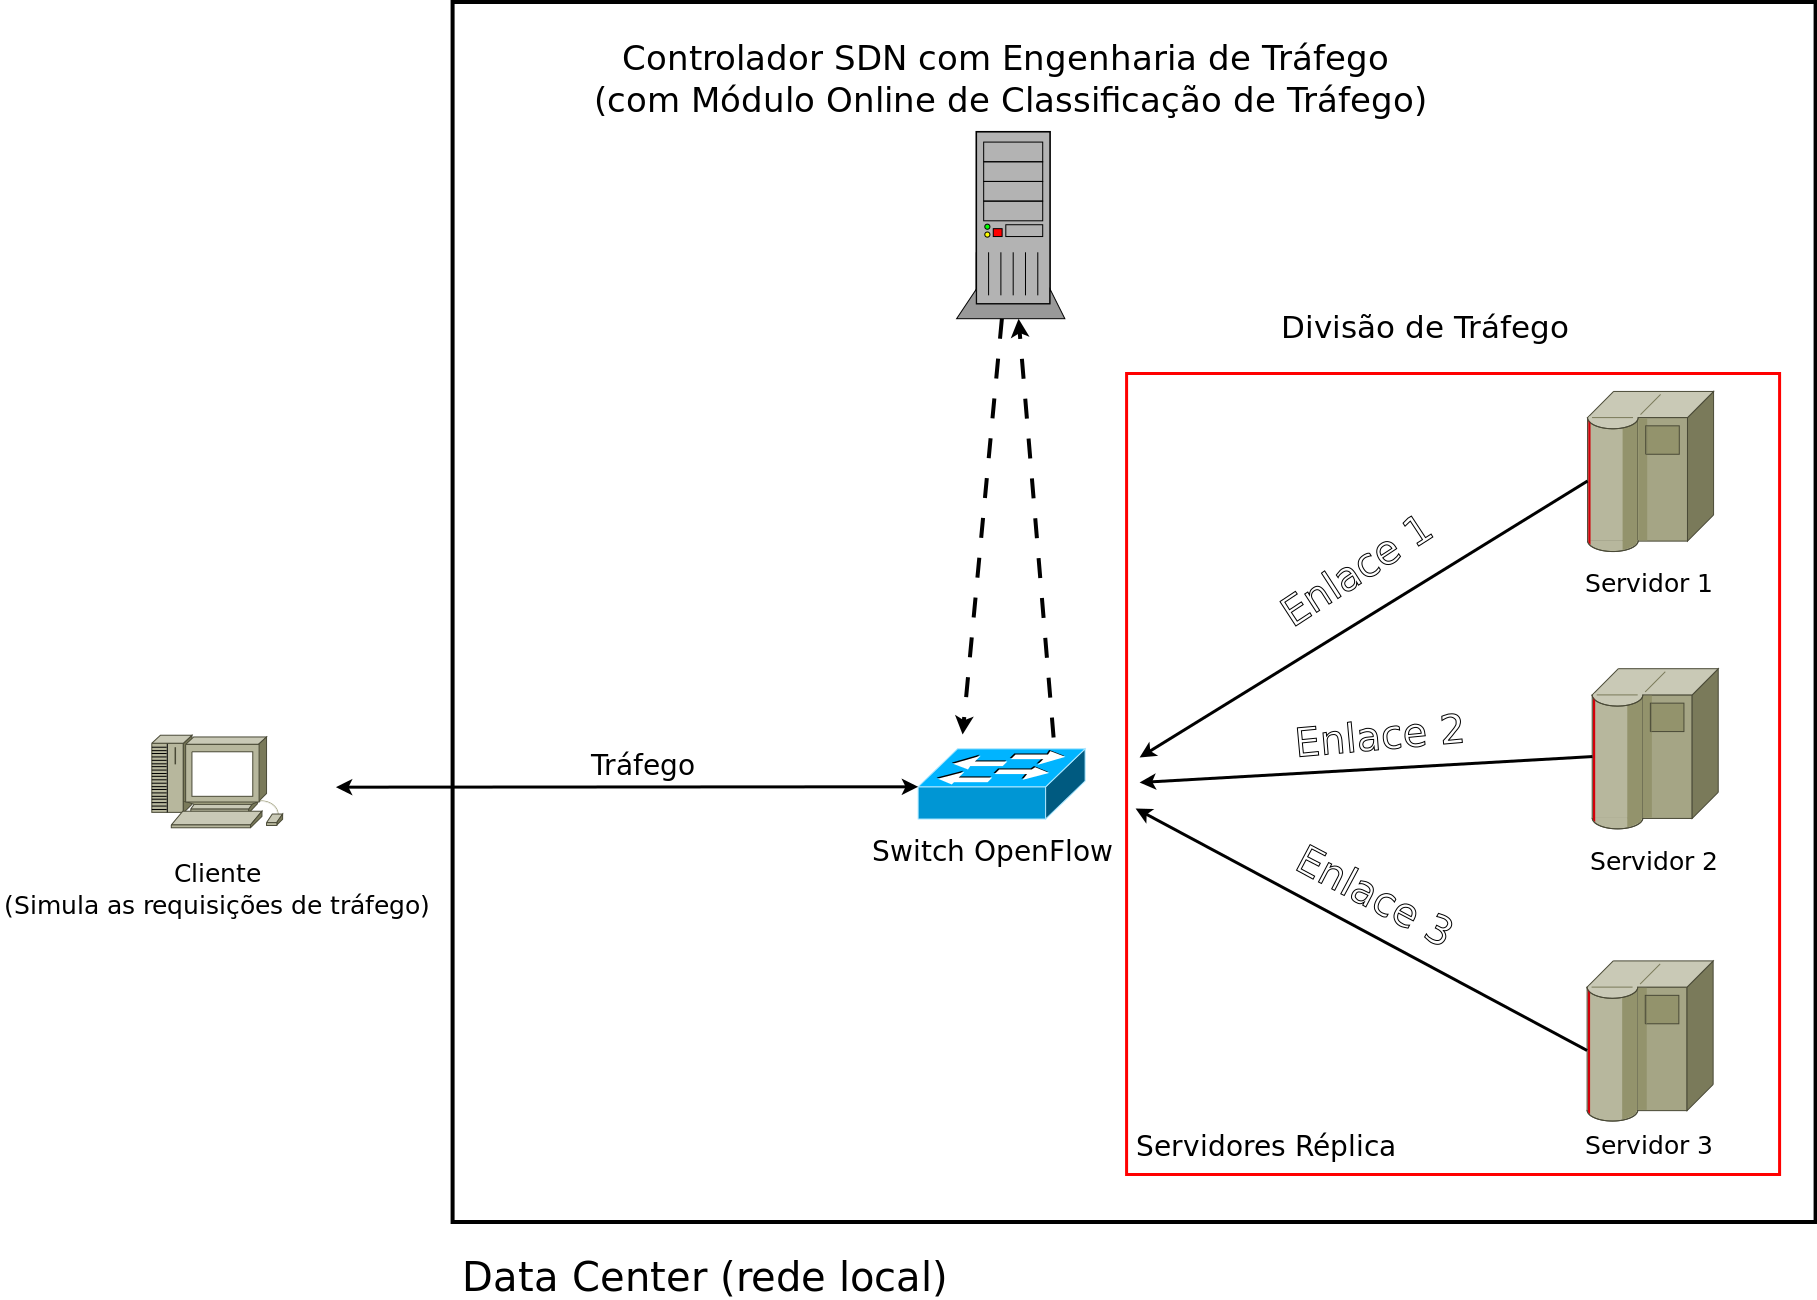 Controlador SDN com Engenharia de Tráfego
(com Módulo Online de Classificação de Tráfego)
Divisão de Tráfego
Enlace 1
Servidor 1
Enlace 2
Servidor 2
Tráfego
Switch OpenFlow
Cliente
(Simula as requisições de tráfego)
Enlace 3
Servidor 3
Servidores Réplica
Data Center (rede local)